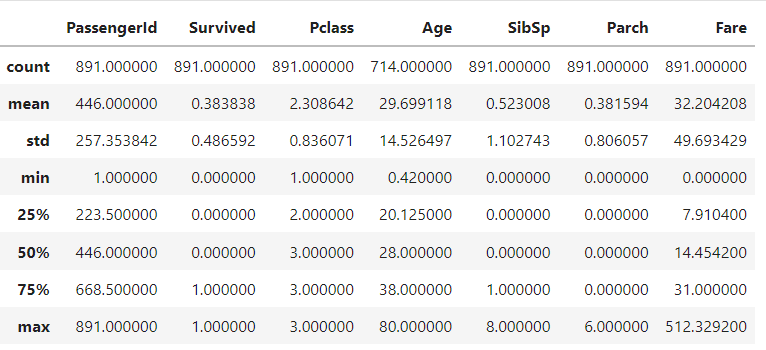 PassengerId Survived Pclass Age SibSp Parch Fare
count 891.000000 891.000000 891.000000 714.000000 891.000000 891.000000 891.000000
mean 446.000000 0.383838 2.308642 29.699118 0.523008 0.381594 32.204208
std 257.353842 0.486592 0.836071 14.526497 1.102743 0.806057 49.693429
min 1.000000 0.000000 1.000000 0.420000 0.000000 0.000000 0.000000
25% 223.500000 0.000000 2.000000 20.125000 0.000000 0.000000 7.910400
50% 446.000000 0.000000 3.000000 28.000000 0.000000 0.000000 14.454200
75% 668.500000 1.000000 3.000000 38.000000 1.000000 0.000000 31.000000
max 891.000000 1.000000 3.000000 80.000000 8.000000 6.000000 512.329200